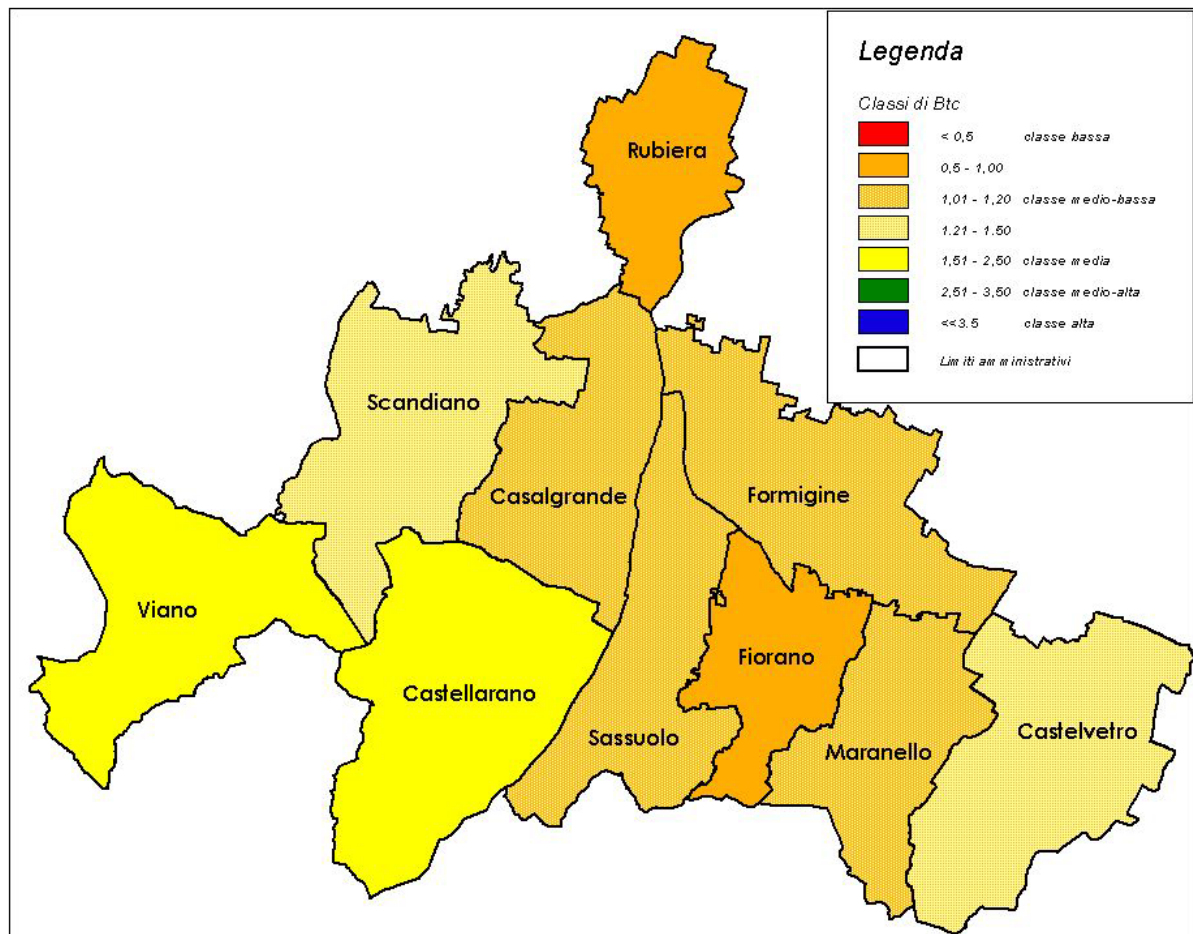 Legenda
Classi di Btc
< 0,5 classe bassa
0,5 - 1,00
1,01 - 1,20 classe medio-bassa
1.21 - 1.50
1,51 - 2,50 classe media
2,51 - 3,50 classe medio-alta
<<3.5 classe alta
Limiti amministrativi
Rubiera
Scandiano
Casalgrande
Formigine
Viano
Castellarano
Fiorano
Sassuolo
Maranello
Castelvetro